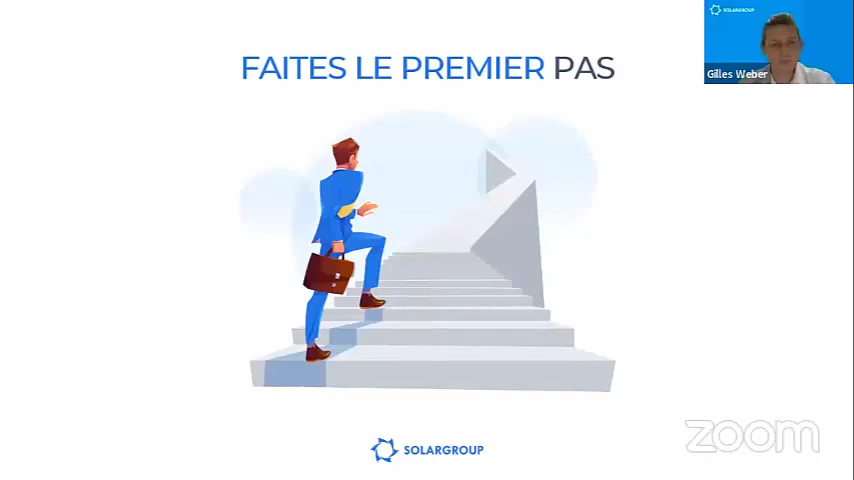 SOLARGROUP
Gilles Weber
FAITES LE PREMIER PAS
SOLARGROUP
zoom